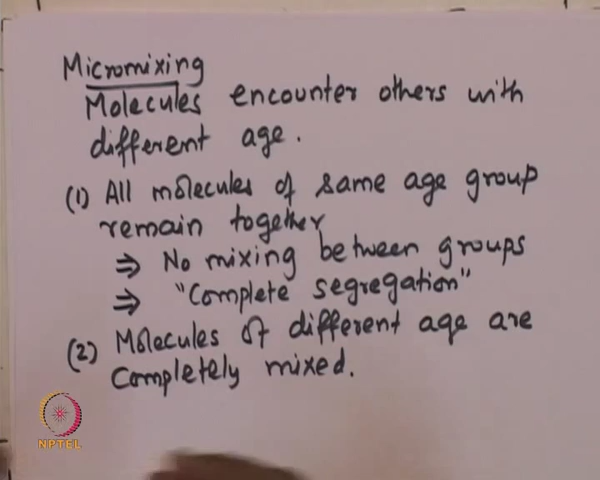 Micromixing
Molecules encounter others with
different age.
(1) All molecules of same age group
remain together
⇒ No mixing between groups
⇒ "Complete segregation"
(2) Molecules of different age are
completely mixed.
NPTEL